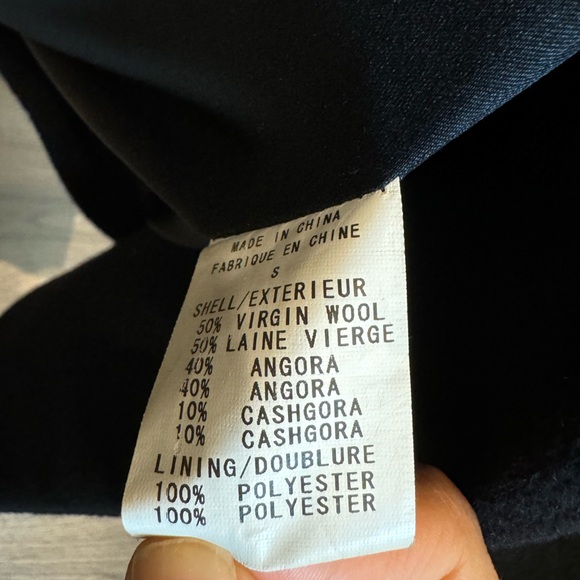 MADE IN CHINA
FABRIQUE EN CHINE
S
SHELL/EXTERIEUR
50% VIRGIN WOOL
50% LAINE VIERGE
40% ANGORA
40% ANGORA
10% CASHGORA
10% CASHGORA
LINING/DOUBLURE
100% POLYESTER
100% POLYESTER